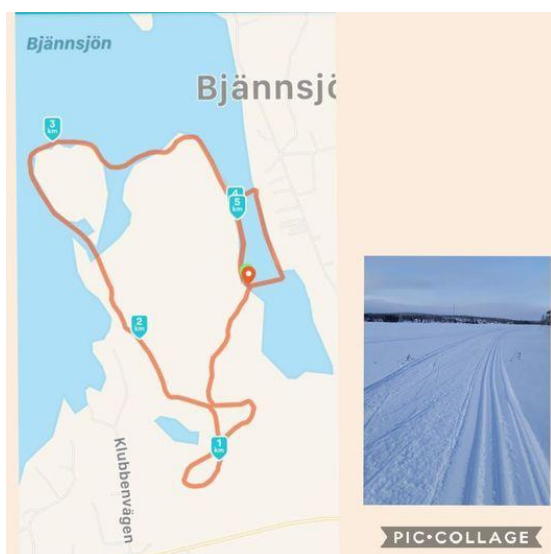 Bjännsjön
Bjännsjö
3
km
4
5
km
2
km
1
km
Klubbenvägen
PIC•COLLAGE